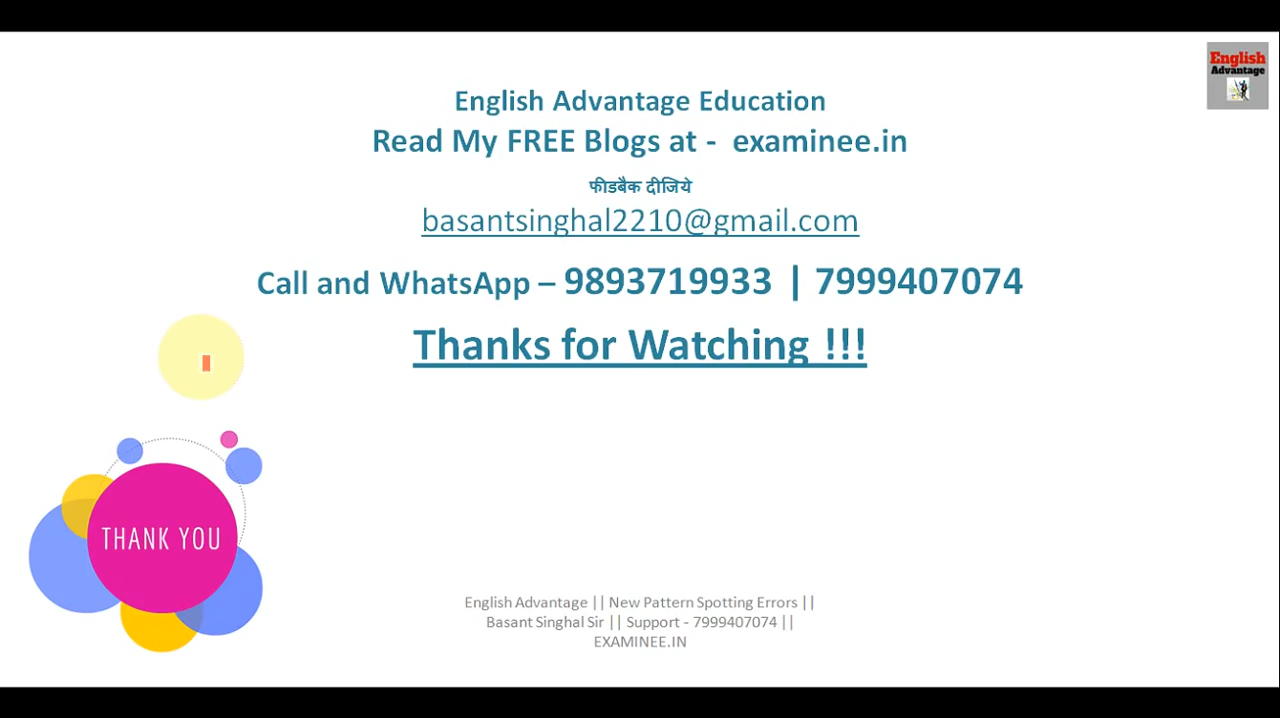 English
Advantage
English Advantage Education
Read My FREE Blogs at - examinee.in
फीडबैक दीजिये
basantsinghal2210@gmail.com
Call and WhatsApp – 9893719933 | 7999407074
Thanks for Watching !!!
THANK YOU
English Advantage || New Pattern Spotting Errors ||
Basant Singhal Sir || Support - 7999407074 ||
EXAMINEE.IN